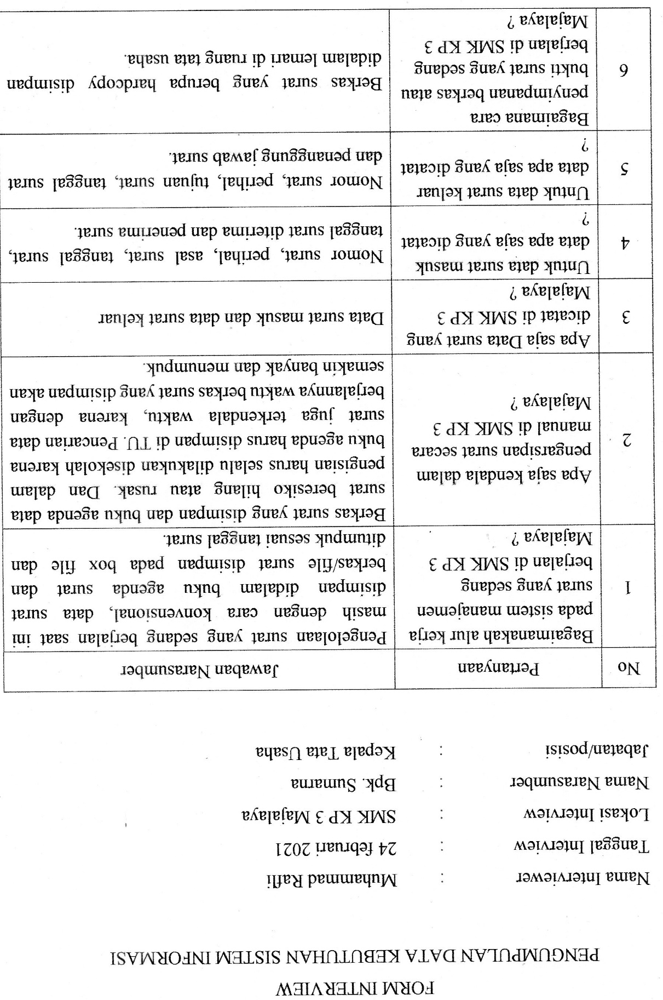 FORM INTERVIEW
PENGUMPULAN DATA KEBUTUHAN SISTEM INFORMASI
Nama Interviewer : Muhammad Rafli
Tanggal Interview : 24 februari 2021
Lokasi Interview : SMK KP 3 Majalaya
Nama Narasumber : Bpk. Sumarna
Jabatan/posisi : Kepala Tata Usaha
No
Pertanyaan
Jawaban Narasumber
1
Bagaimanakah alur kerja
pada sistem manajemen
surat yang sedang
berjalan di SMK KP 3
Majalaya ?
Pengelolaan surat yang sedang berjalan saat ini
masih dengan cara konvensional, data surat
disimpan didalam buku agenda surat dan
berkas/file surat disimpan pada box file dan
ditumpuk sesuai tanggal surat.
2
Apa saja kendala dalam
pengarsipan surat secara
manual di SMK KP 3
Majalaya ?
Berkas surat yang disimpan dan buku agenda data
surat beresiko hilang atau rusak. Dan dalam
pengisian harus selalu dilakukan disekolah karena
buku agenda harus disimpan di TU. Pencarian data
surat juga terkendala waktu, karena dengan
berjalannya waktu berkas surat yang disimpan akan
semakin banyak dan menumpuk.
3
Apa saja Data surat yang
dicatat di SMK KP 3
Majalaya ?
Data surat masuk dan data surat keluar
4
Untuk data surat masuk
data apa saja yang dicatat
?
Nomor surat, perihal, asal surat, tanggal surat,
tanggal surat diterima dan penerima surat.
5
Untuk data surat keluar
data apa saja yang dicatat
?
Nomor surat, perihal, tujuan surat, tanggal surat
dan penanggung jawab surat.
6
Bagaimana cara
penyimpanan berkas atau
bukti surat yang sedang
berjalan di SMK KP 3
Majalaya ?
Berkas surat yang berupa hardcopy disimpan
didalam lemari di ruang tata usaha.